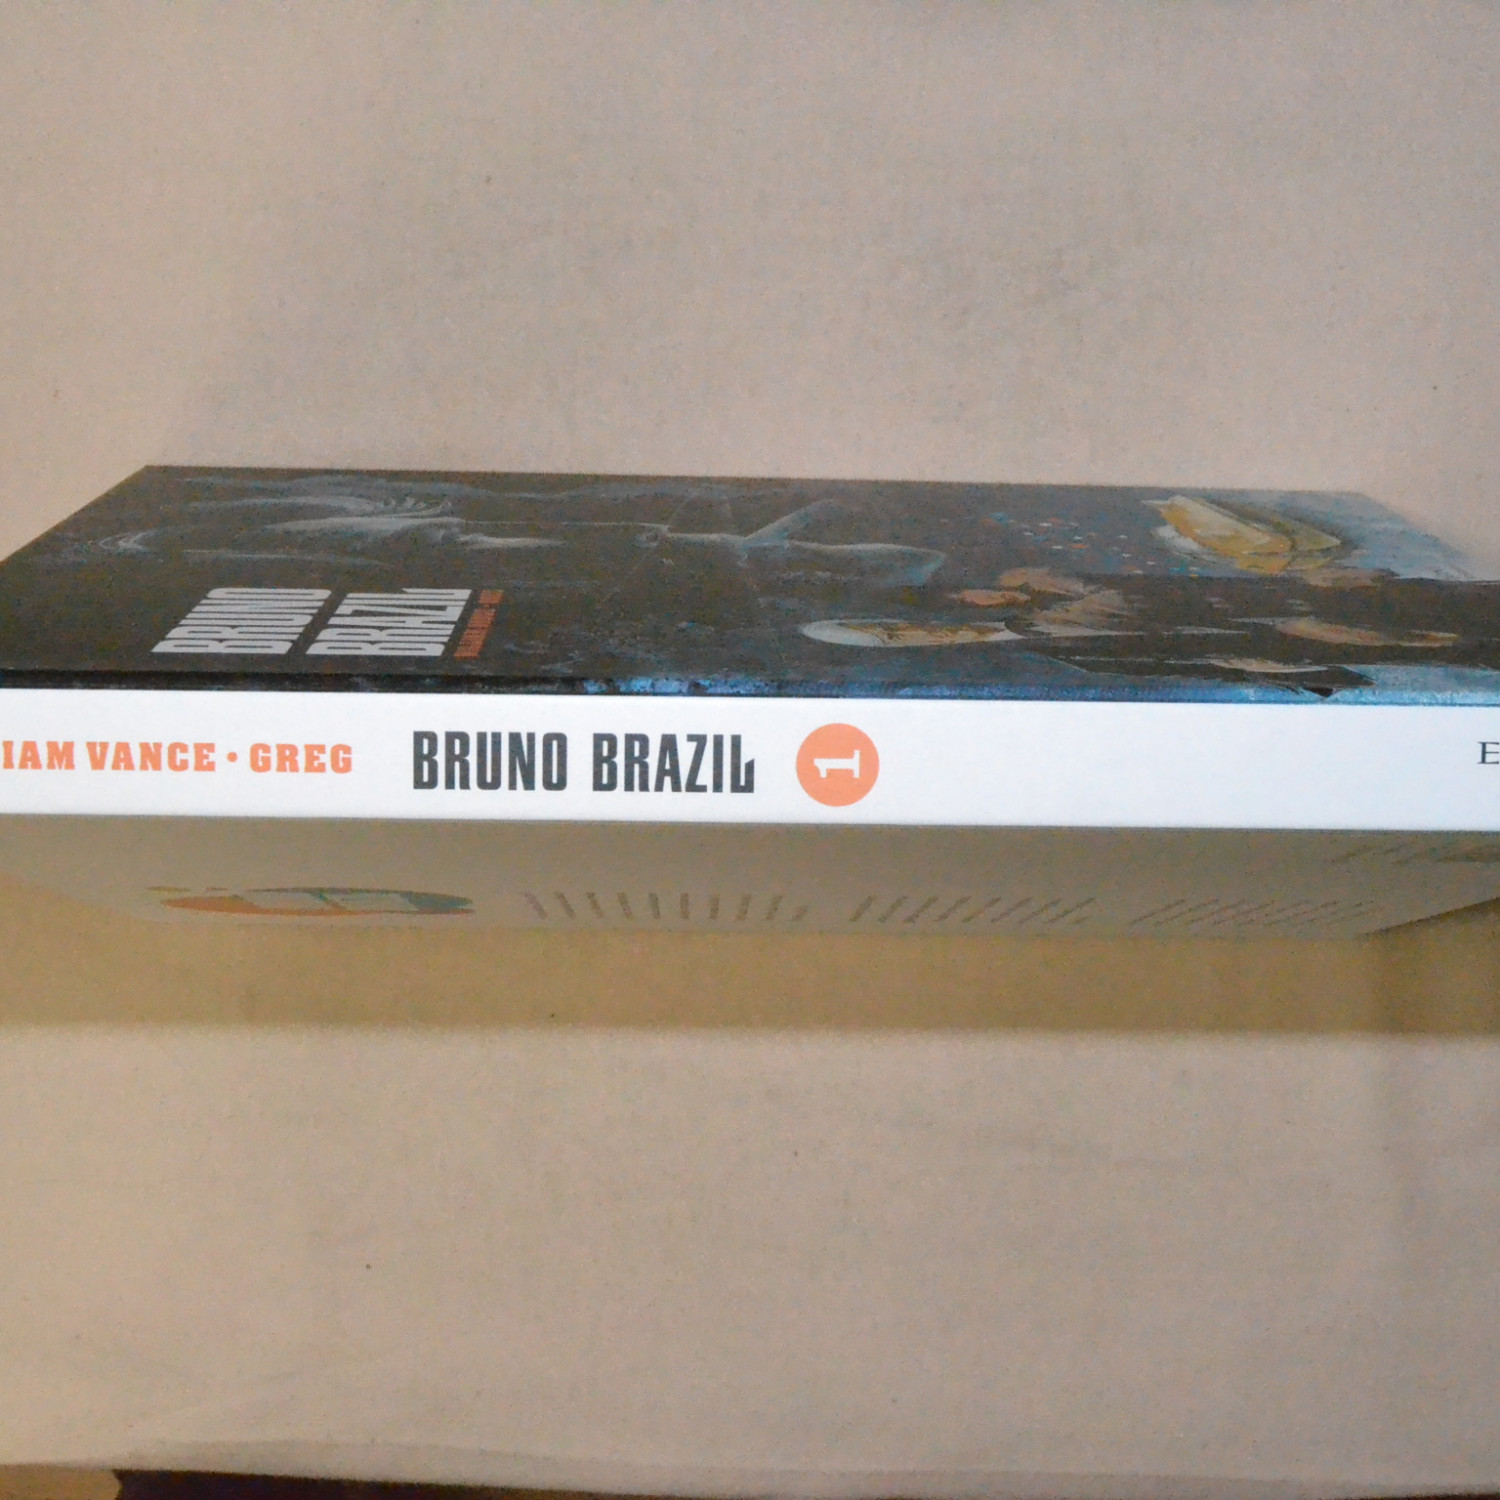 BRUNO
BRAZIL
IAM VANCE • GREG BRUNO BRAZIL 1 E